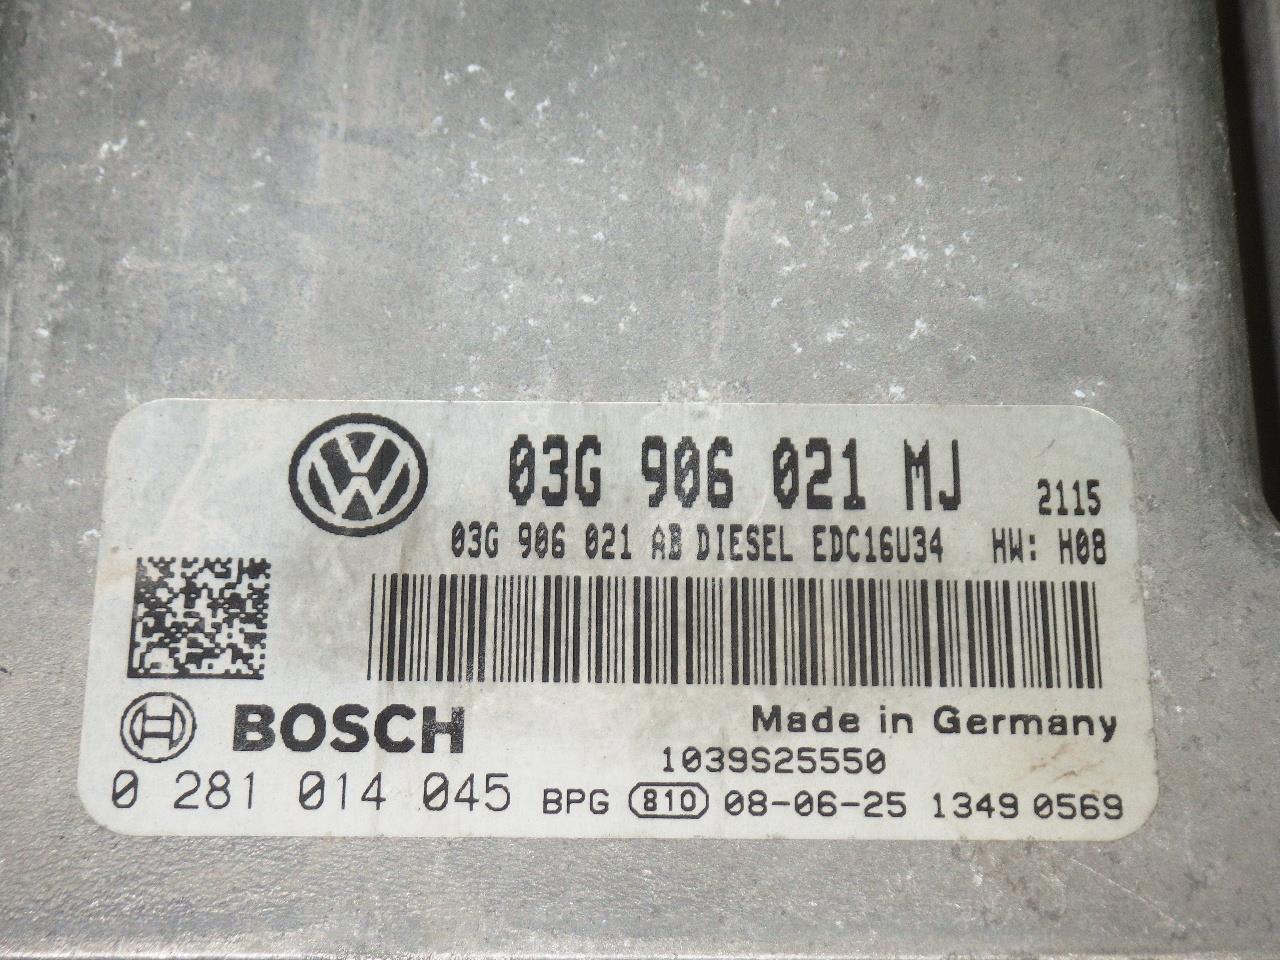 03G 906 021 MJ 2115
03G 906 021 AB DIESEL EDC16U34 HW: H08
BOSCH
Made in Germany
1039S25550
0 281 014 045 BPG 810 08-06-25 1349 0569